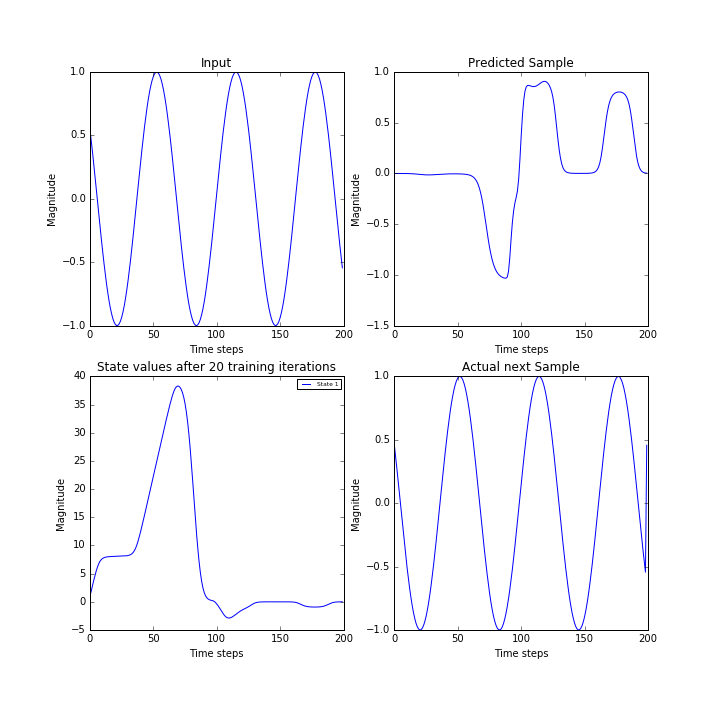 Input
1.0
0.5
0.0
−0.5
−1.0
Magnitude
0 50 100 150 200
Time steps
Predicted Sample
1.0
0.5
0.0
−0.5
−1.0
−1.5
Magnitude
0 50 100 150 200
Time steps
State values after 20 training iterations
State 1
40
35
30
25
20
15
10
5
0
−5
Magnitude
0 50 100 150 200
Time steps
Actual next Sample
1.0
0.5
0.0
−0.5
−1.0
Magnitude
0 50 100 150 200
Time steps